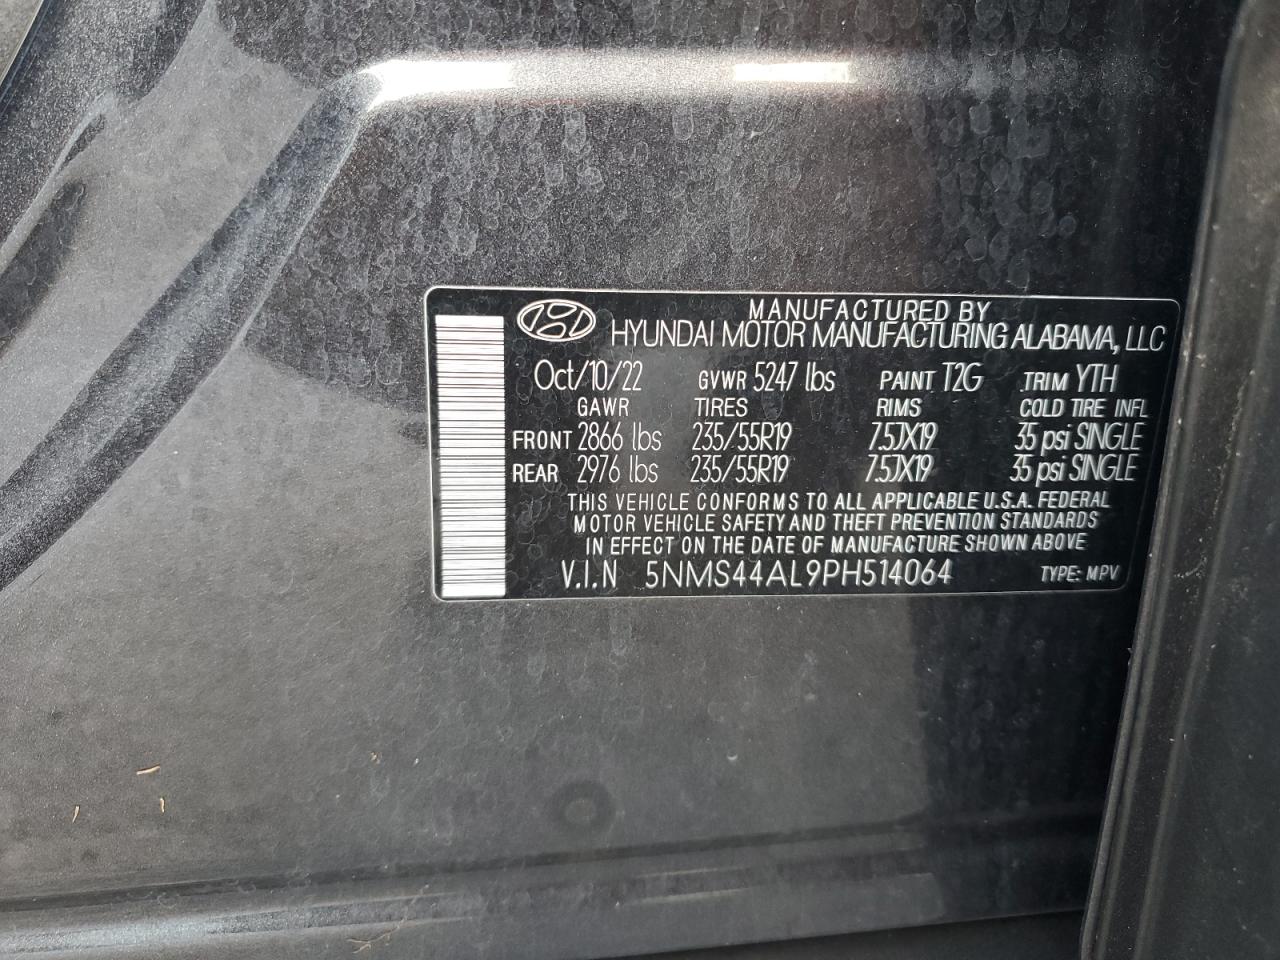 MANUFACTURED BY
HYUNDAI MOTOR MANUFACTURING ALABAMA, LLC
Oct/10/22 GVWR 5247 lbs PAINT T2G TRIM YTH
GAWR TIRES RIMS COLD TIRE INFL
FRONT 2866 lbs 235/55R19 7.5JX19 35 psi SINGLE
REAR 2976 lbs 235/55R19 7.5JX19 35 psi SINGLE
THIS VEHICLE CONFORMS TO ALL APPLICABLE U.S.A. FEDERAL
MOTOR VEHICLE SAFETY AND THEFT PREVENTION STANDARDS
IN EFFECT ON THE DATE OF MANUFACTURE SHOWN ABOVE
V.I.N 5NMS44AL9PH514064 TYPE: MPV